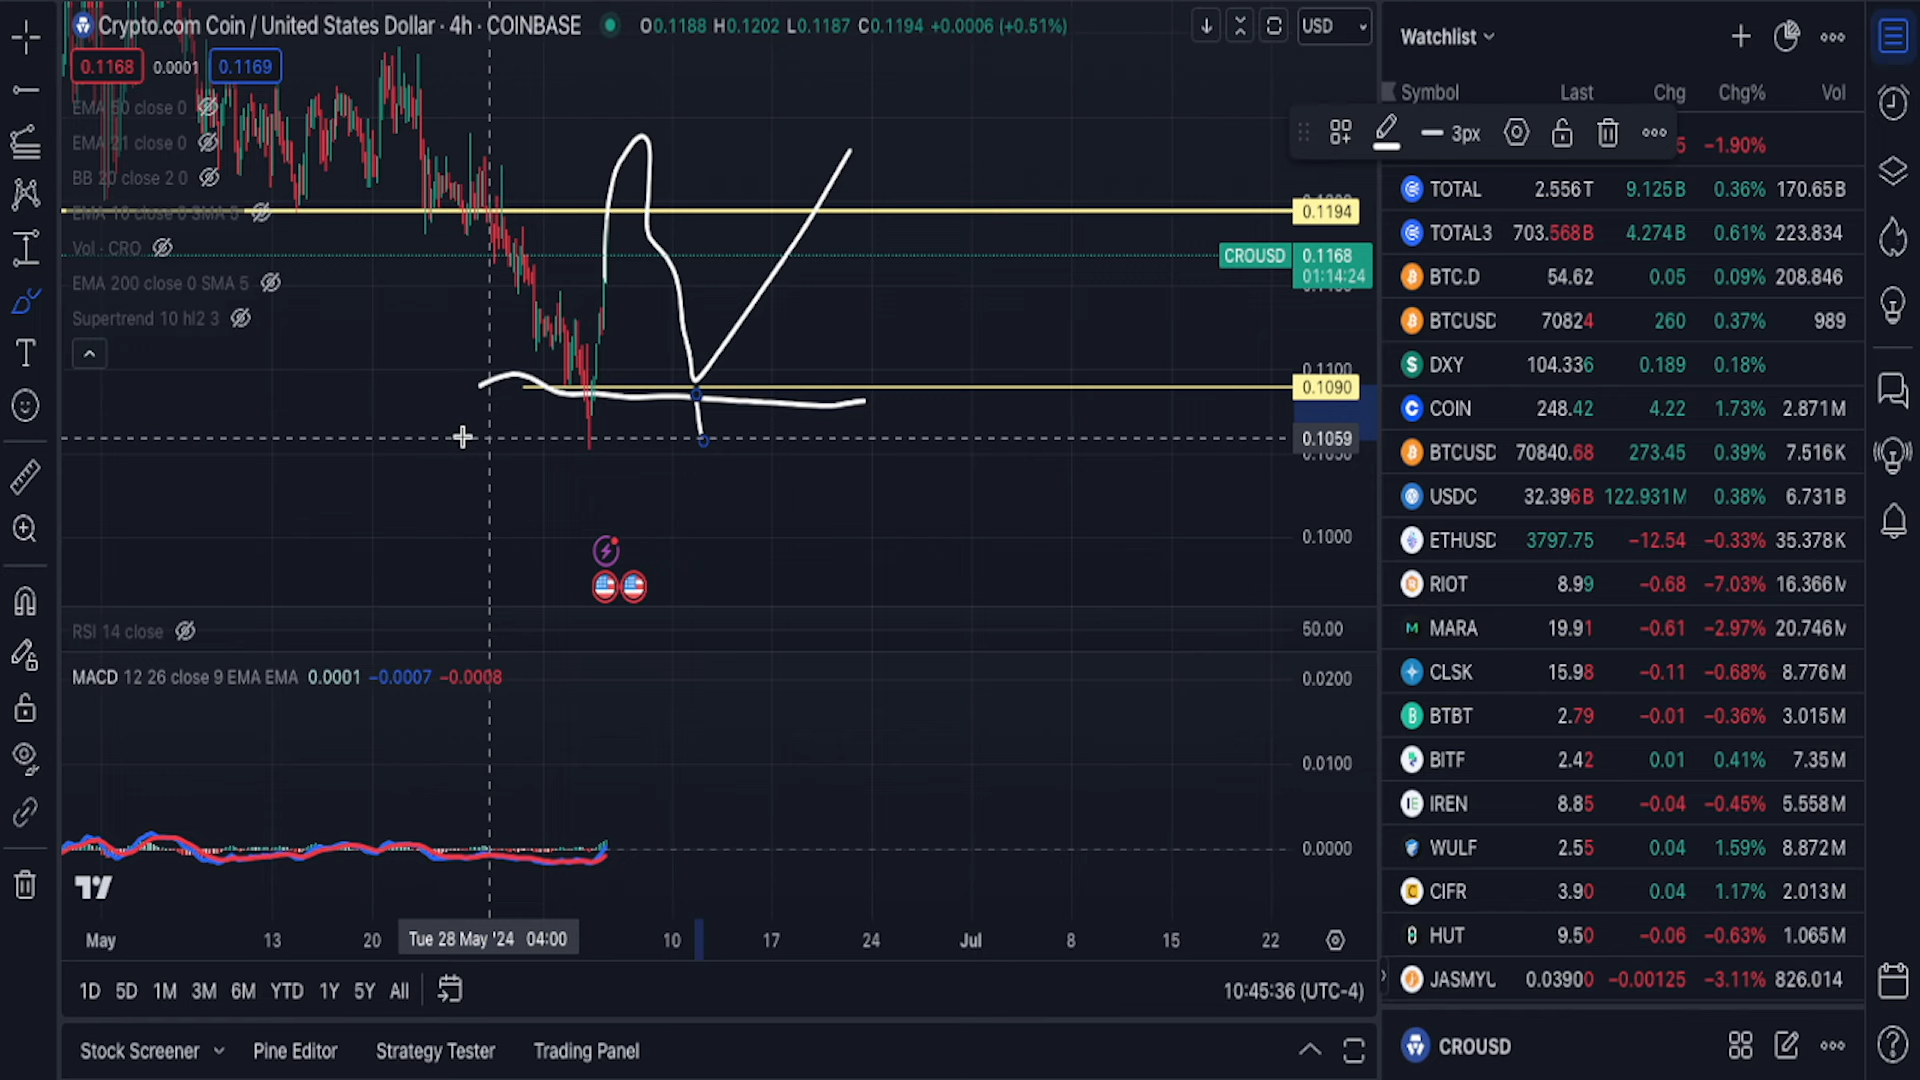 Crypto.com Coin / United States Dollar · 4h · COINBASE O0.1188 H0.1202 L0.1187 C0.1194 +0.0006 (+0.51%)
USD
0.1168 0.0001 0.1169
EMA 50 close 0
EMA 21 close 0
BB 20 close 2 0
EMA 10 close 0 SMA 5
Vol · CRO
EMA 200 close 0 SMA 5
Supertrend 10 hl2 3
0.1194
CROUSD 0.1168
01:14:24
0.1100
0.1090
0.1059
0.1050
0.1000
RSI 14 close
50.00
MACD 12 26 close 9 EMA EMA 0.0001 −0.0007 −0.0008
0.0200
0.0100
0.0000
May 13 20 Tue 28 May '24 04:00 10 17 24 Jul 8 15 22
1D 5D 1M 3M 6M YTD 1Y 5Y All
10:45:36 (UTC-4)
Stock Screener Pine Editor Strategy Tester Trading Panel
Watchlist
Symbol Last Chg Chg% Vol
3px
5 −1.90%
TOTAL 2.556T 9.125B 0.36% 170.65B
TOTAL3 703.568B 4.274B 0.61% 223.834
BTC.D 54.62 0.05 0.09% 208.846
BTCUSD 70824 260 0.37% 989
DXY 104.336 0.189 0.18%
COIN 248.42 4.22 1.73% 2.871M
BTCUSD 70840.68 273.45 0.39% 7.516K
USDC 32.396B 122.931M 0.38% 6.731B
ETHUSD 3797.75 −12.54 −0.33% 35.378K
RIOT 8.99 −0.68 −7.03% 16.366M
MARA 19.91 −0.61 −2.97% 20.746M
CLSK 15.98 −0.11 −0.68% 8.776M
BTBT 2.79 −0.01 −0.36% 3.015M
BITF 2.42 0.01 0.41% 7.35M
IREN 8.85 −0.04 −0.45% 5.558M
WULF 2.55 0.04 1.59% 8.872M
CIFR 3.90 0.04 1.17% 2.013M
HUT 9.50 −0.06 −0.63% 1.065M
JASMYU 0.03900 −0.00125 −3.11% 826.014
CROUSD